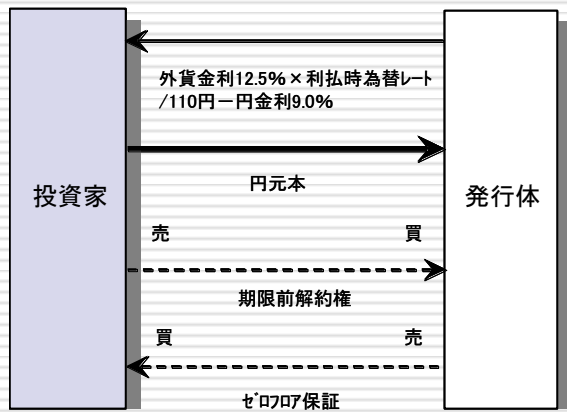 外貨金利12.5%×利払時為替ﾚｰﾄ
/110円－円金利9.0%
円元本
投資家
発行体
売 買
期限前解約権
買 売
ｾﾞﾛﾌﾛｱ保証